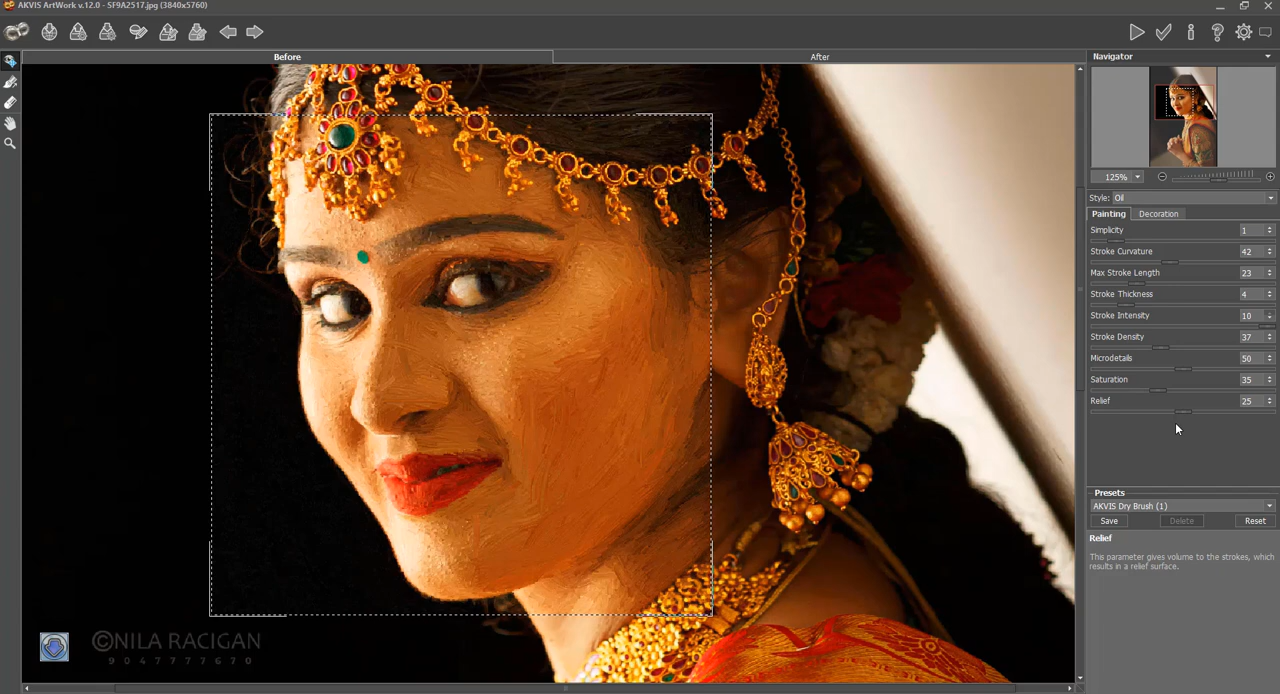 AKVIS ArtWork v.12.0 - SF9A2517.jpg (3840x5760)
Before
After
Navigator
125%
Style: Oil
Painting
Decoration
Simplicity 1
Stroke Curvature 42
Max Stroke Length 23
Stroke Thickness 4
Stroke Intensity 10
Stroke Density 37
Microdetails 50
Saturation 35
Relief 25
Presets
AKVIS Dry Brush (1)
Save
Delete
Reset
Relief
This parameter gives volume to the strokes, which
results in a relief surface.
©NILA RACIGAN
9047777670